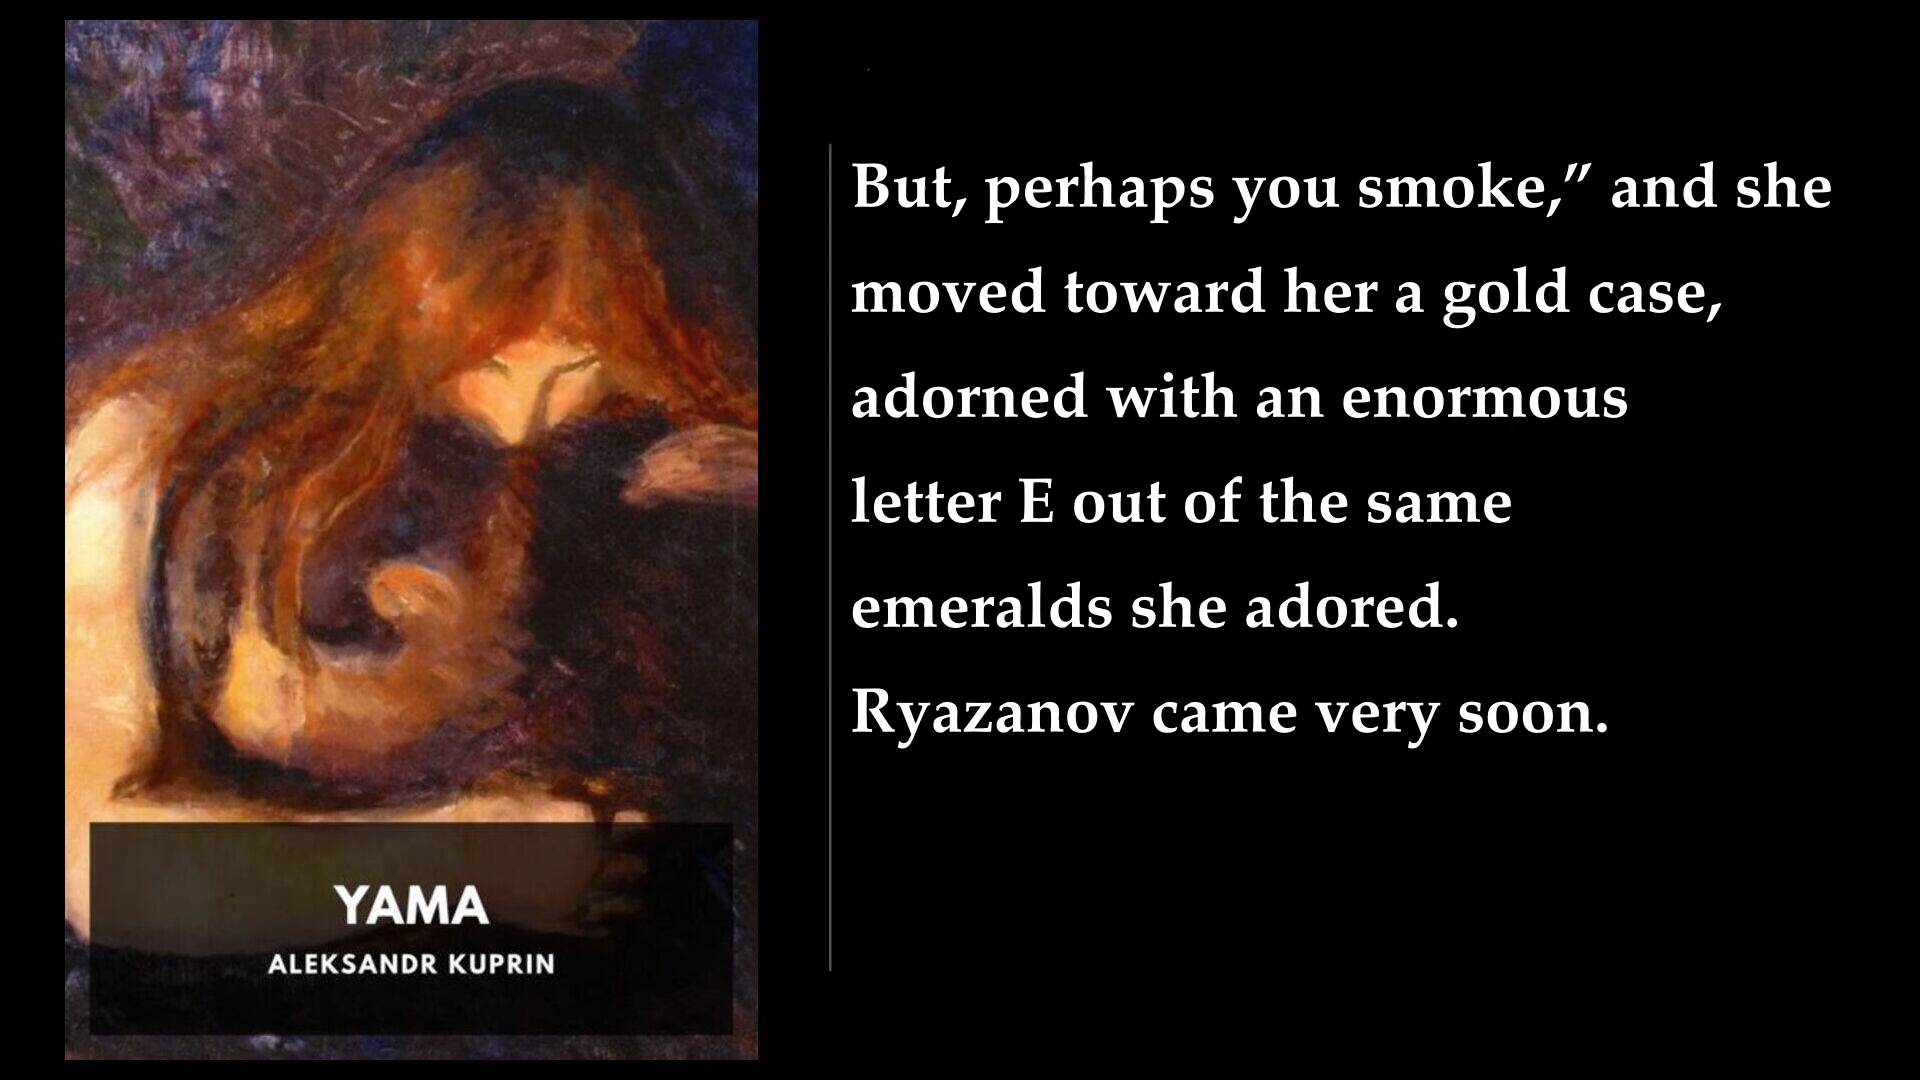 But, perhaps you smoke,” and she
moved toward her a gold case,
adorned with an enormous
letter E out of the same
emeralds she adored.
Ryazanov came very soon.
YAMA
ALEKSANDR KUPRIN